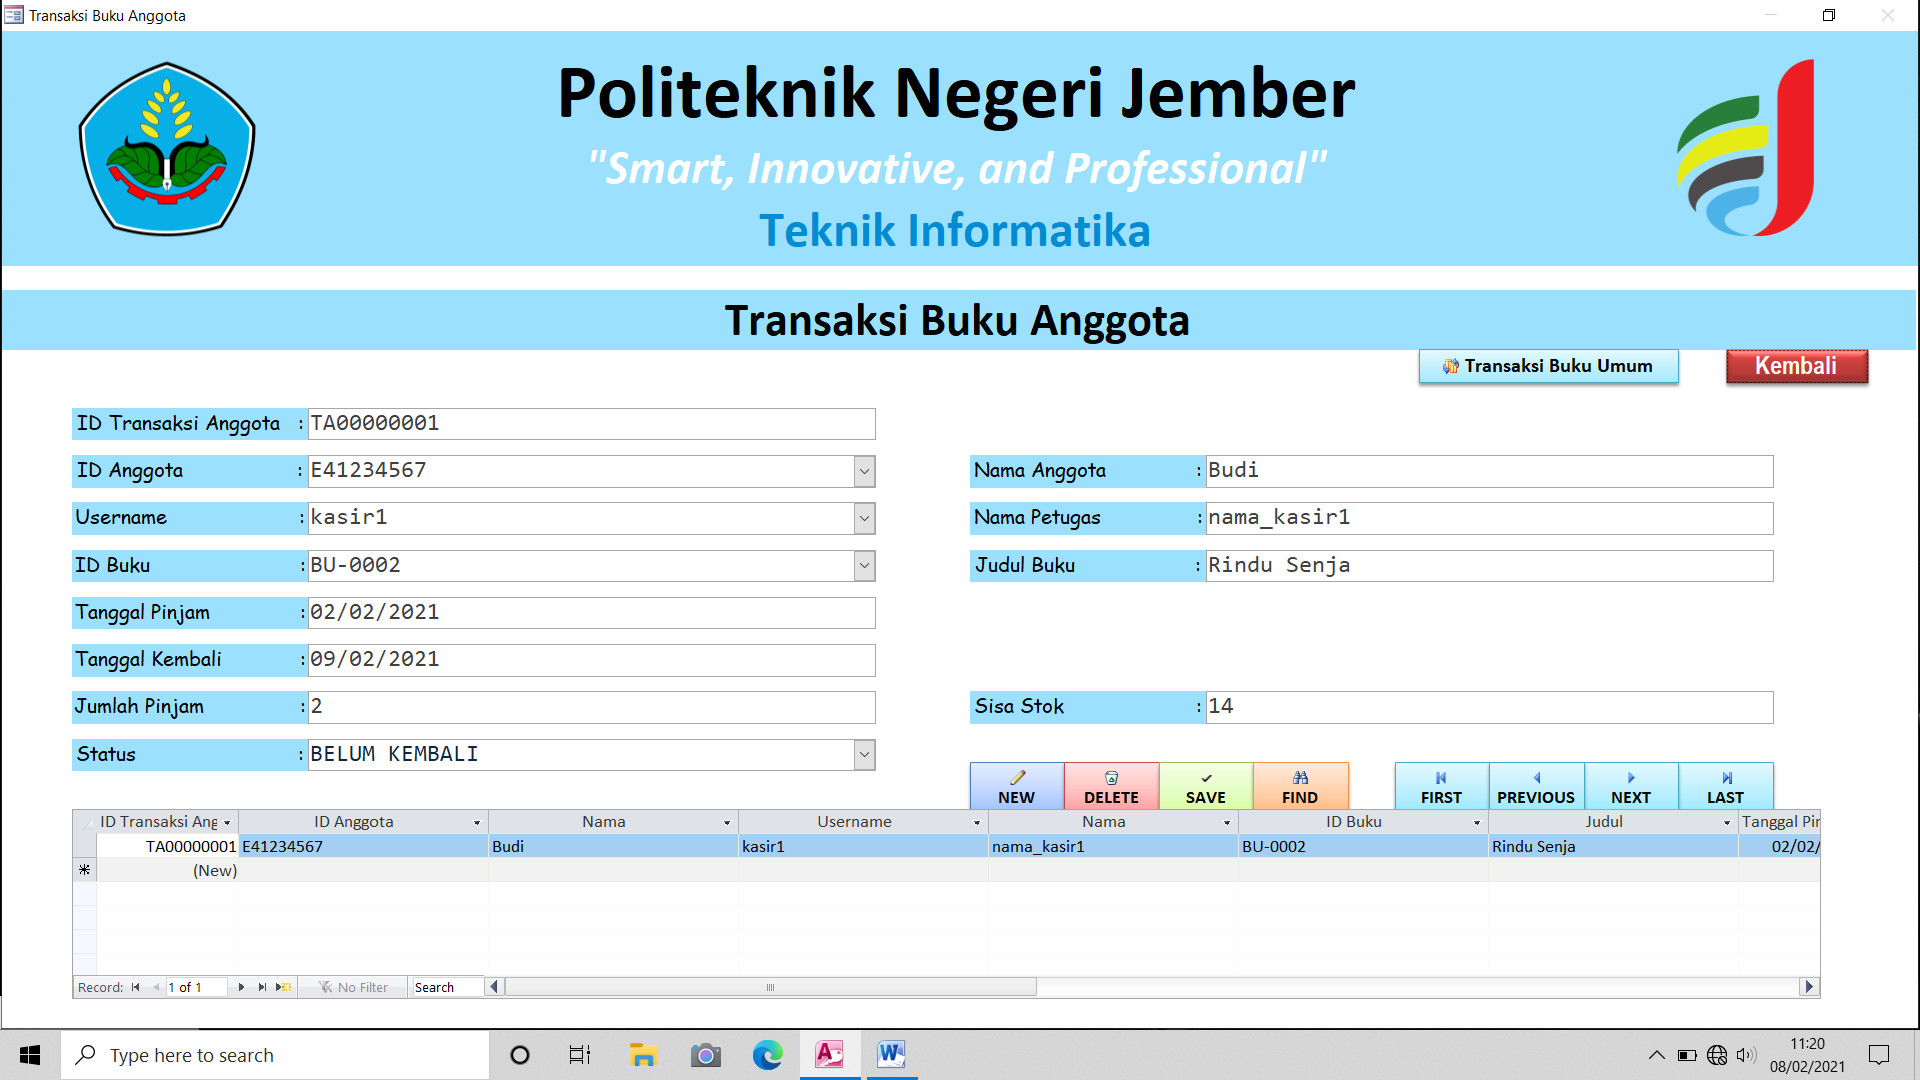 Transaksi Buku Anggota
Politeknik Negeri Jember
"Smart, Innovative, and Professional"
Teknik Informatika
Transaksi Buku Anggota
Transaksi Buku Umum
Kembali
ID Transaksi Anggota : TA00000001
ID Anggota : E41234567
Nama Anggota : Budi
Username : kasir1
Nama Petugas : nama_kasir1
ID Buku : BU-0002
Judul Buku : Rindu Senja
Tanggal Pinjam : 02/02/2021
Tanggal Kembali : 09/02/2021
Jumlah Pinjam : 2
Sisa Stok : 14
Status : BELUM KEMBALI
NEW DELETE SAVE FIND FIRST PREVIOUS NEXT LAST
ID Transaksi Ang ID Anggota Nama Username Nama ID Buku Judul Tanggal Pin
TA00000001 E41234567 Budi kasir1 nama_kasir1 BU-0002 Rindu Senja 02/02/
(New)
Record: 1 of 1 No Filter Search
Type here to search
11:20
08/02/2021